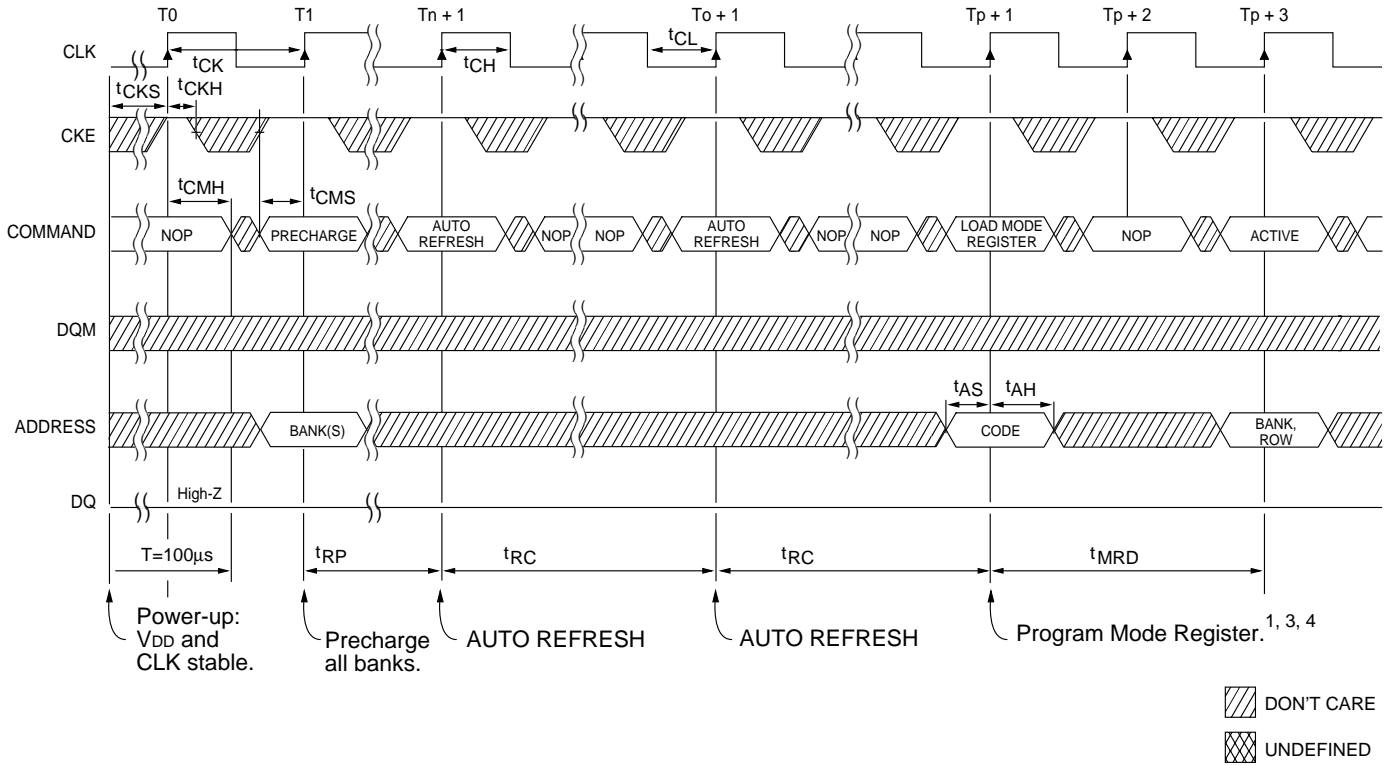 T0 T1 Tn + 1 To + 1 Tp + 1 Tp + 2 Tp + 3
CLK
tCK tCH tCL
tCKS tCKH
CKE
tCMH tCMS
COMMAND NOP PRECHARGE AUTO REFRESH NOP NOP AUTO REFRESH NOP NOP LOAD MODE REGISTER NOP ACTIVE
DQM
tAS tAH
ADDRESS BANK(S) CODE BANK, ROW
DQ High-Z
T=100µs tRP tRC tRC tMRD
Power-up:
VDD and
CLK stable.
Precharge
all banks.
AUTO REFRESH
AUTO REFRESH
Program Mode Register.1, 3, 4
DON'T CARE
UNDEFINED